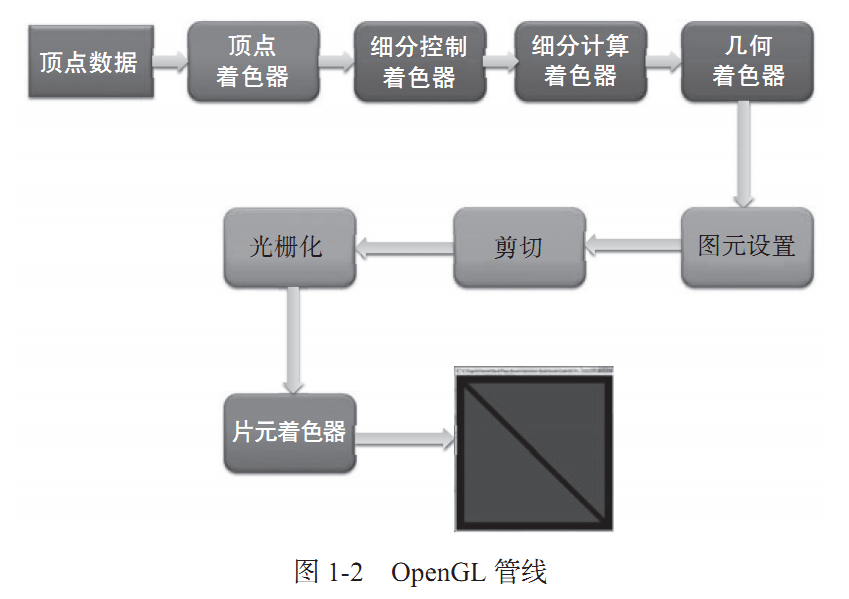 顶点数据
顶点
着色器
细分控制
着色器
细分计算
着色器
几何
着色器
图元设置
剪切
光栅化
片元着色器
图 1-2 OpenGL 管线